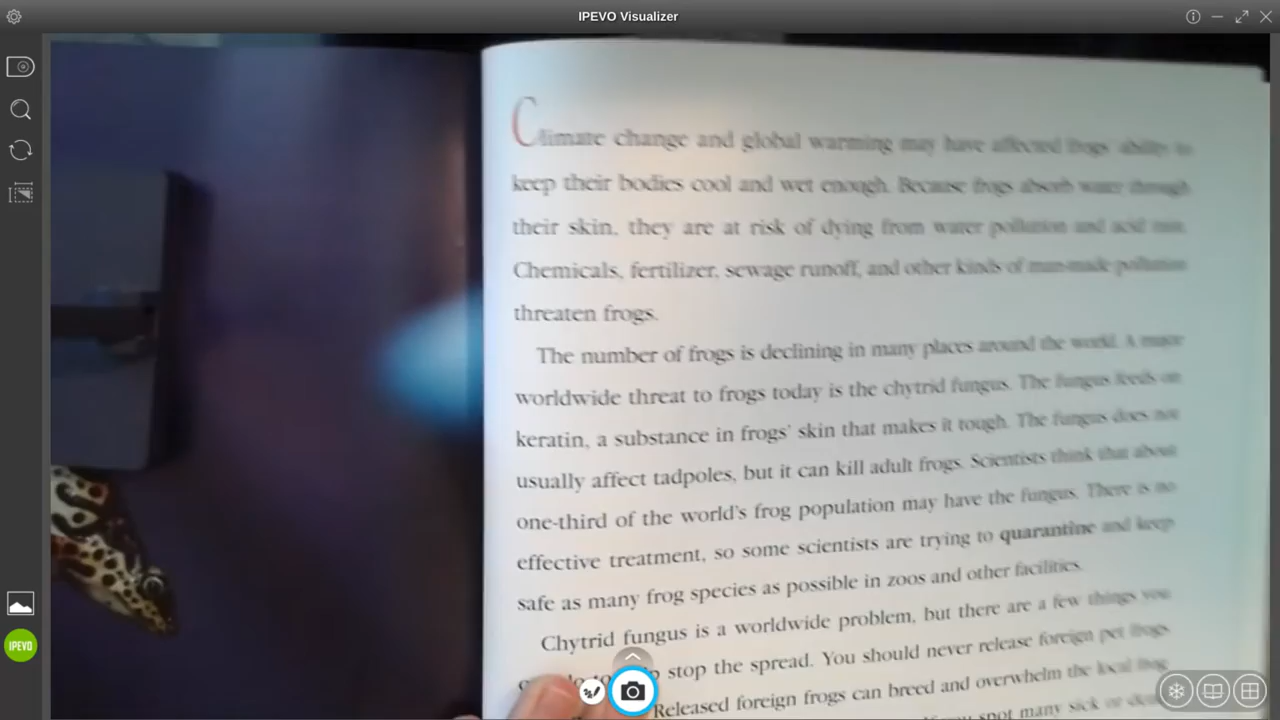 IPEVO Visualizer
Climate change and global warming may have affected frogs' ability to
keep their bodies cool and wet enough. Because frogs absorb water through
their skin, they are at risk of dying from water pollution and acid rain.
Chemicals, fertilizer, sewage runoff, and other kinds of man-made pollution
threaten frogs.
The number of frogs is declining in many places around the world. A major
worldwide threat to frogs today is the chytrid fungus. The fungus feeds on
keratin, a substance in frogs' skin that makes it tough. The fungus does not
usually affect tadpoles, but it can kill adult frogs. Scientists think that about
one-third of the world's frog population may have the fungus. There is no
effective treatment, so some scientists are trying to quarantine and keep
safe as many frog species as possible in zoos and other facilities.
Chytrid fungus is a worldwide problem, but there are a few things you
stop the spread. You should never release foreign pet frogs
Released foreign frogs can breed and overwhelm the local frog
spot many sick or dead
IPEVO